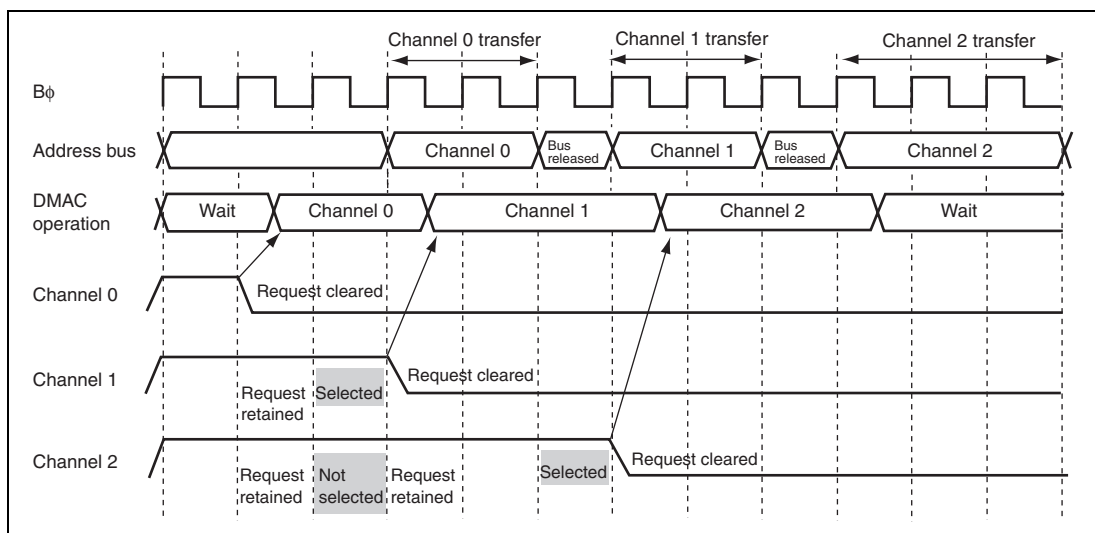 Channel 0 transfer Channel 1 transfer Channel 2 transfer
Bφ
Address bus Channel 0 Bus released Channel 1 Bus released Channel 2
DMAC operation Wait Channel 0 Channel 1 Channel 2 Wait
Channel 0 Request cleared
Channel 1 Request retained Selected Request cleared
Channel 2 Request retained Not selected Request retained Selected Request cleared